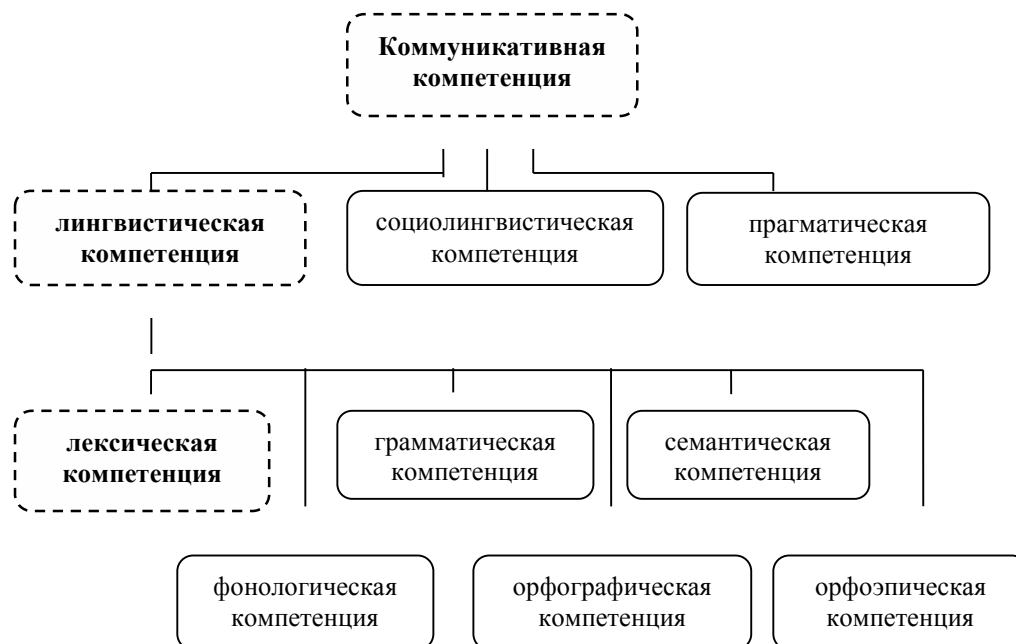 Коммуникативная
компетенция
лингвистическая
компетенция
социолингвистическая
компетенция
прагматическая
компетенция
лексическая
компетенция
грамматическая
компетенция
семантическая
компетенция
фонологическая
компетенция
орфографическая
компетенция
орфоэпическая
компетенция